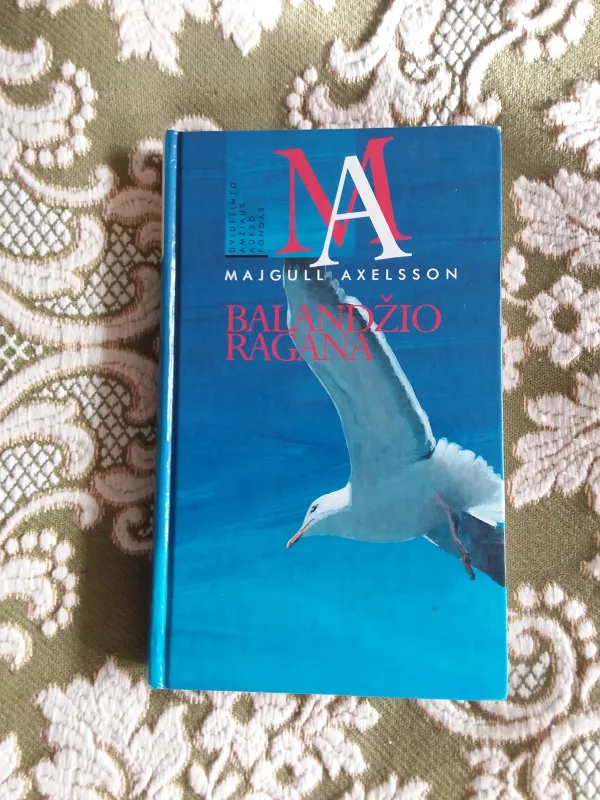 DVIDEŠIMTO
AMŽIAUS
AUKSO
FONDAS
MA
MAJGULL AXELSSON
BALANDŽIO
RAGANA